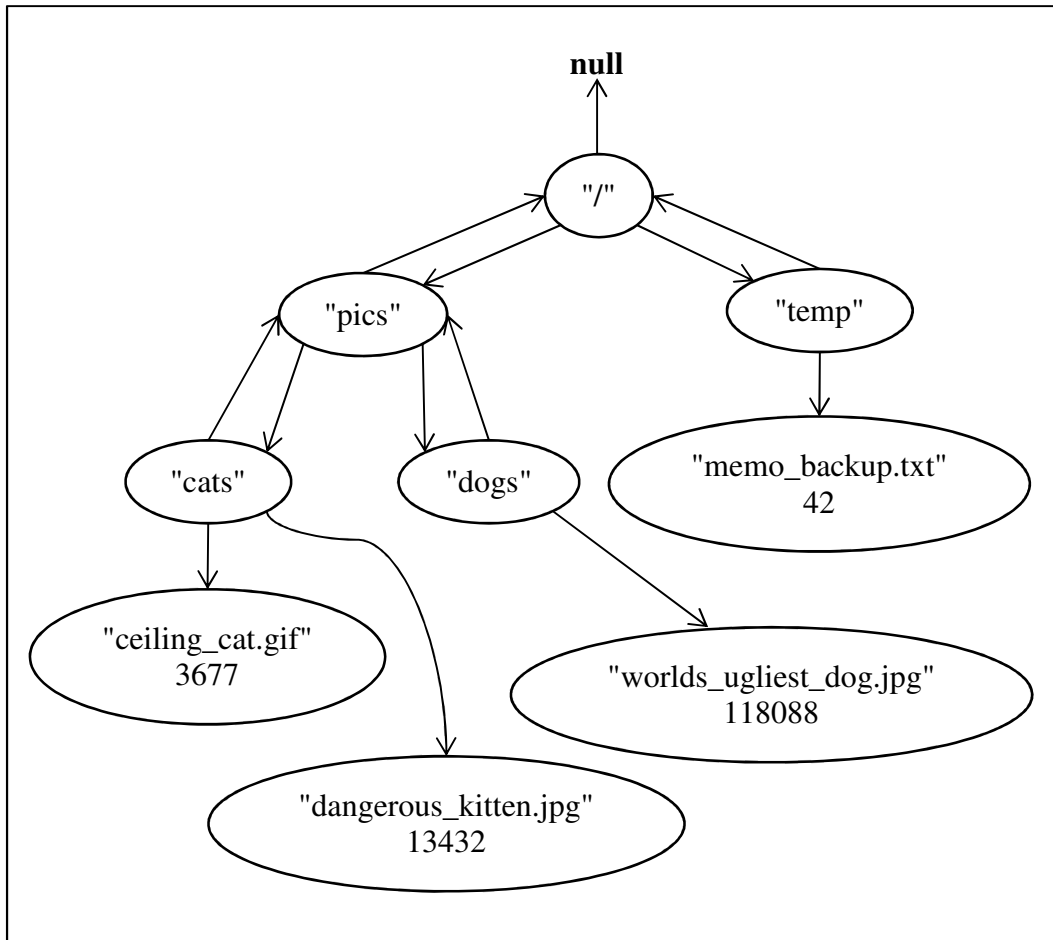 null
"/"
"pics"
"temp"
"cats"
"dogs"
"memo_backup.txt"
42
"ceiling_cat.gif"
3677
"worlds_ugliest_dog.jpg"
118088
"dangerous_kitten.jpg"
13432